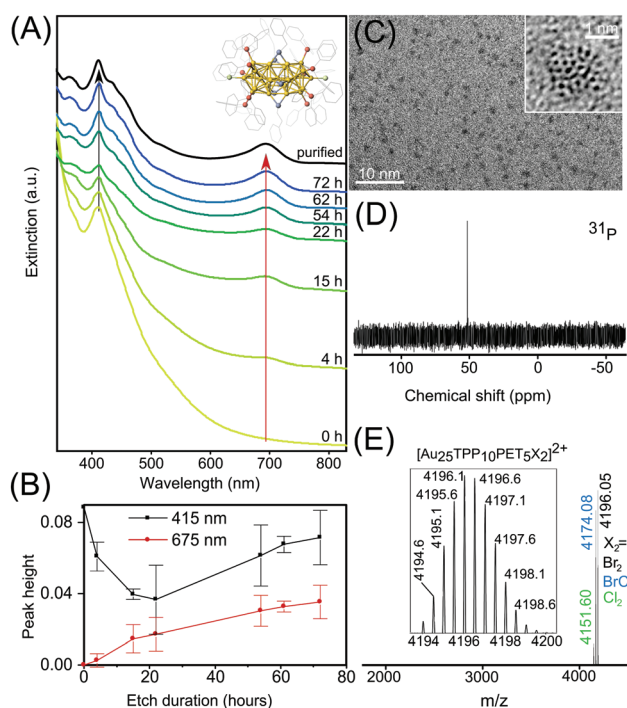 (A)
purified
72 h
62 h
54 h
22 h
15 h
4 h
0 h
Extinction (a.u.)
400 500 600 700 800
Wavelength (nm)
(B)
415 nm
675 nm
0.08
0.04
0.00
Peak height
0 20 40 60 80
Etch duration (hours)
(C)
1 nm
10 nm
(D)
31P
100 50 0 -50
Chemical shift (ppm)
(E)
[Au25TPP10PET5X2]2+
4196.1
4196.6
4195.6
4197.1
4195.1
4197.6
4194.6
4198.1
4198.6
4194 4196 4198 4200
4151.60
4174.08
4196.05
X2=
Br2
BrC
Cl2
2000 3000 4000
m/z